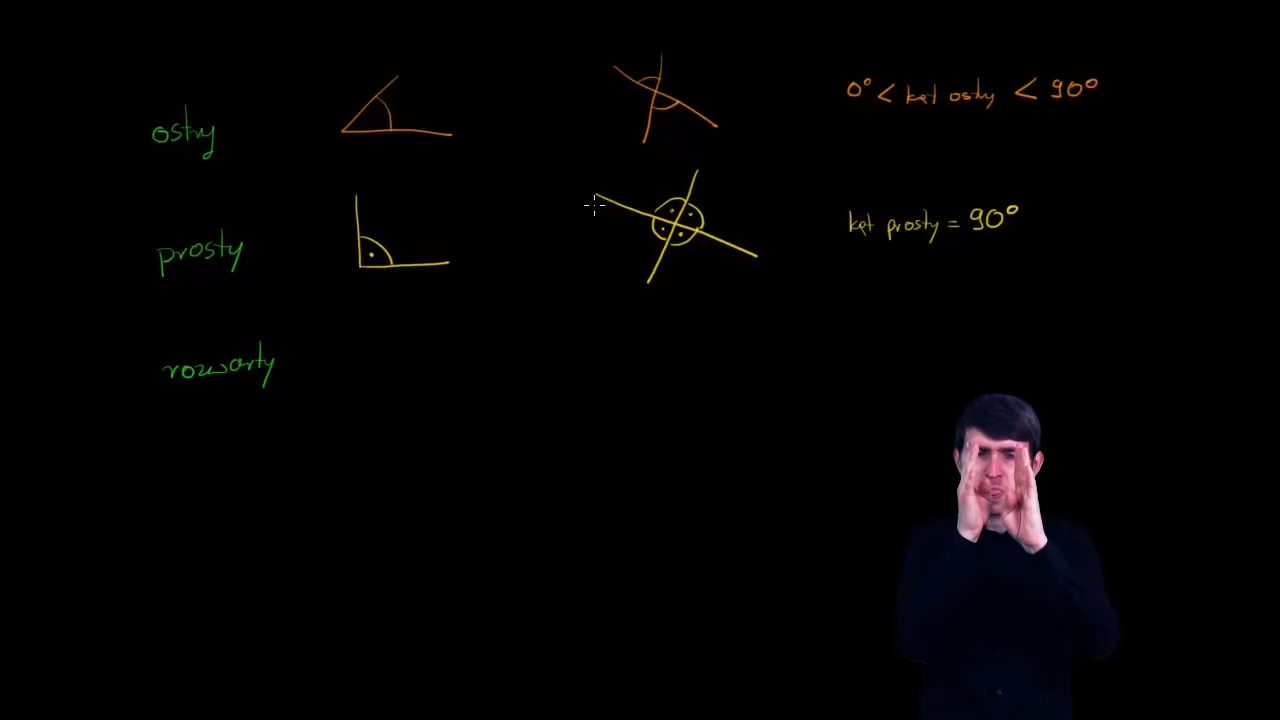 ostry
0° < kąt ostry < 90°
prosty
kąt prosty = 90°
rozwarty